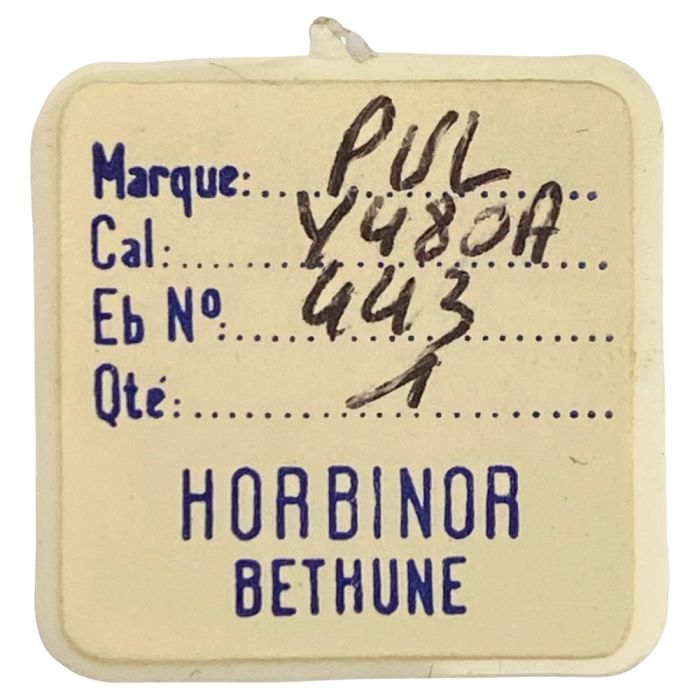 Marque: PUL
Cal: Y480A
Eb Nº: 443
Qté: 1
HORBINOR
BETHUNE